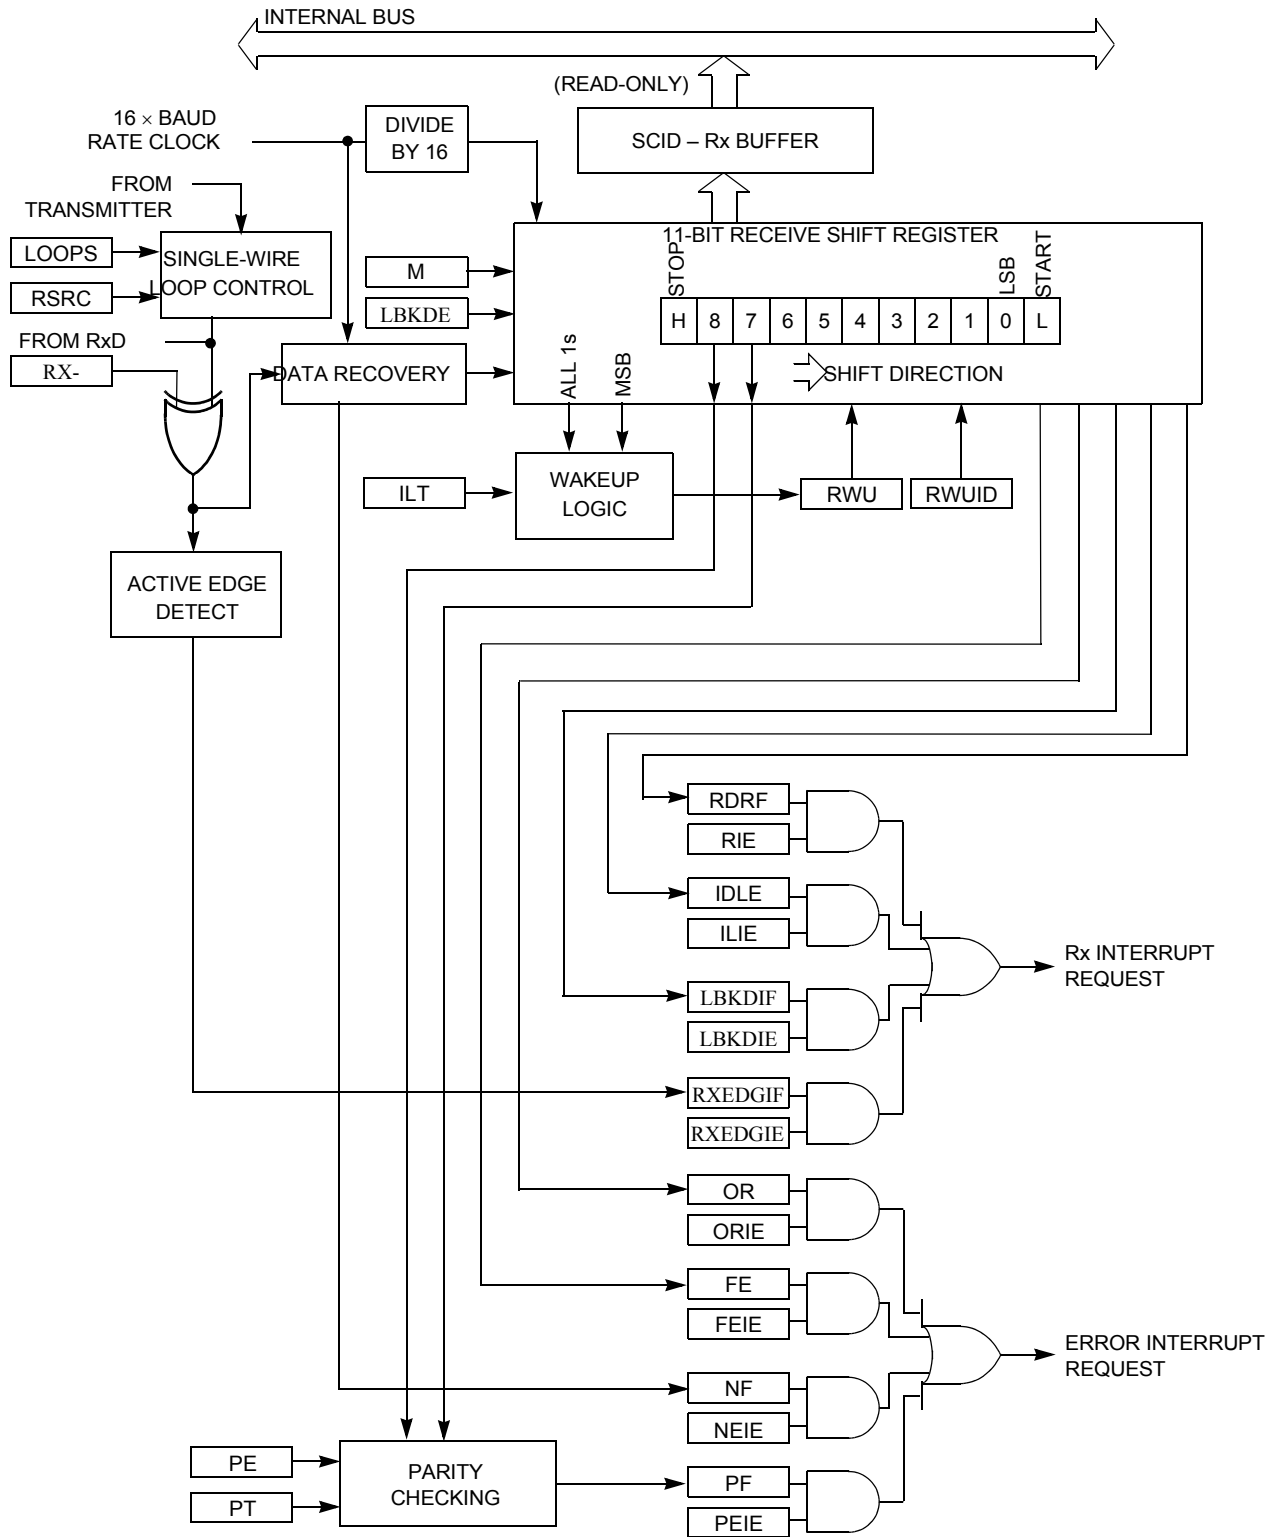 INTERNAL BUS
(READ-ONLY)
16 × BAUD
RATE CLOCK
DIVIDE
BY 16
SCID – Rx BUFFER
FROM
TRANSMITTER
LOOPS
SINGLE-WIRE
LOOP CONTROL
RSRC
11-BIT RECEIVE SHIFT REGISTER
M
LBKDE
STOP
LSB
START
H 8 7 6 5 4 3 2 1 0 L
FROM RxD
RX-
DATA RECOVERY
ALL 1s
MSB
SHIFT DIRECTION
ILT
WAKEUP
LOGIC
RWU
RWUID
ACTIVE EDGE
DETECT
RDRF
RIE
IDLE
ILIE
Rx INTERRUPT
REQUEST
LBKDIF
LBKDIE
RXEDGIF
RXEDGIE
OR
ORIE
FE
FEIE
ERROR INTERRUPT
REQUEST
NF
NEIE
PE
PT
PARITY
CHECKING
PF
PEIE